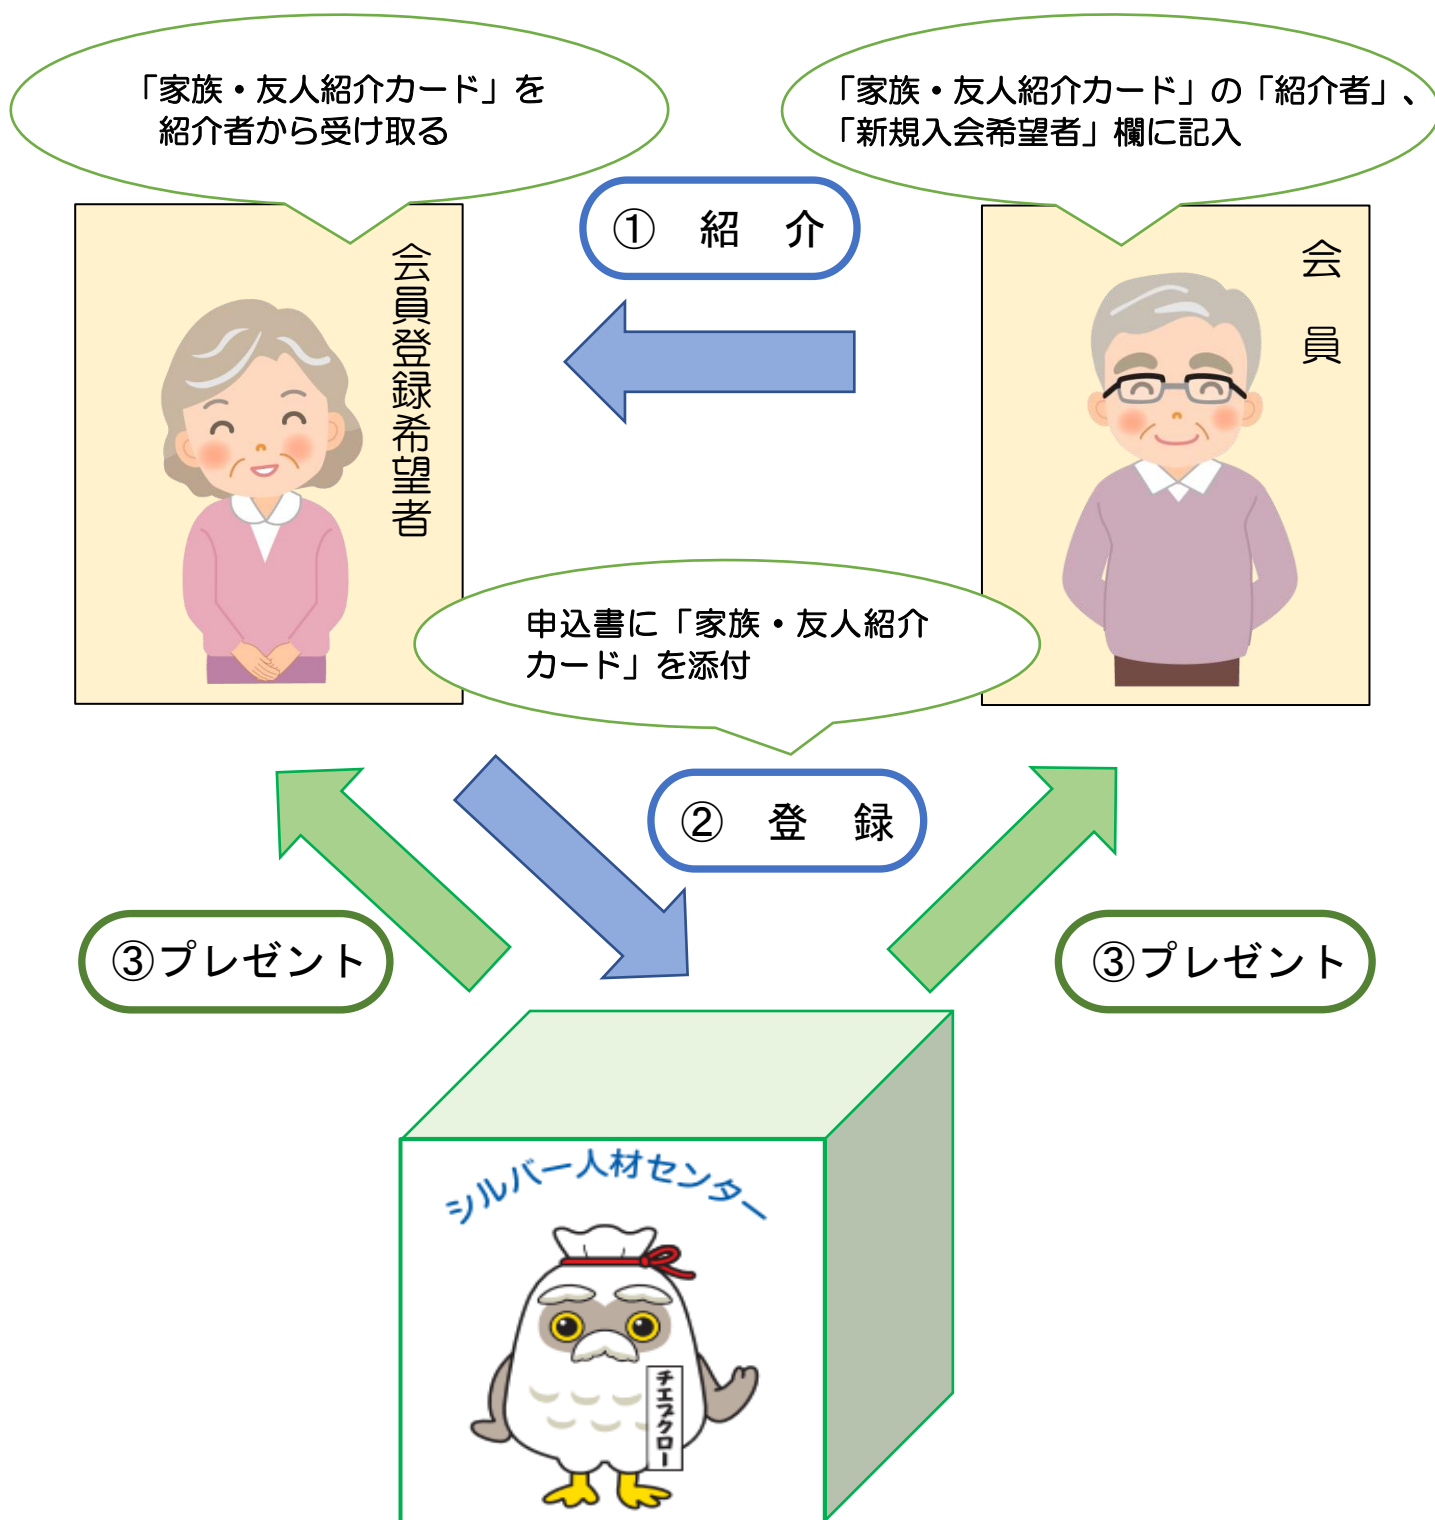 「家族・友人紹介カード」を
紹介者から受け取る
「家族・友人紹介カード」の「紹介者」、
「新規入会希望者」欄に記入
① 紹 介
会員登録希望者
会 員
申込書に「家族・友人紹介
カード」を添付
② 登 録
③プレゼント
③プレゼント
シルバー人材センター
チエブクロー